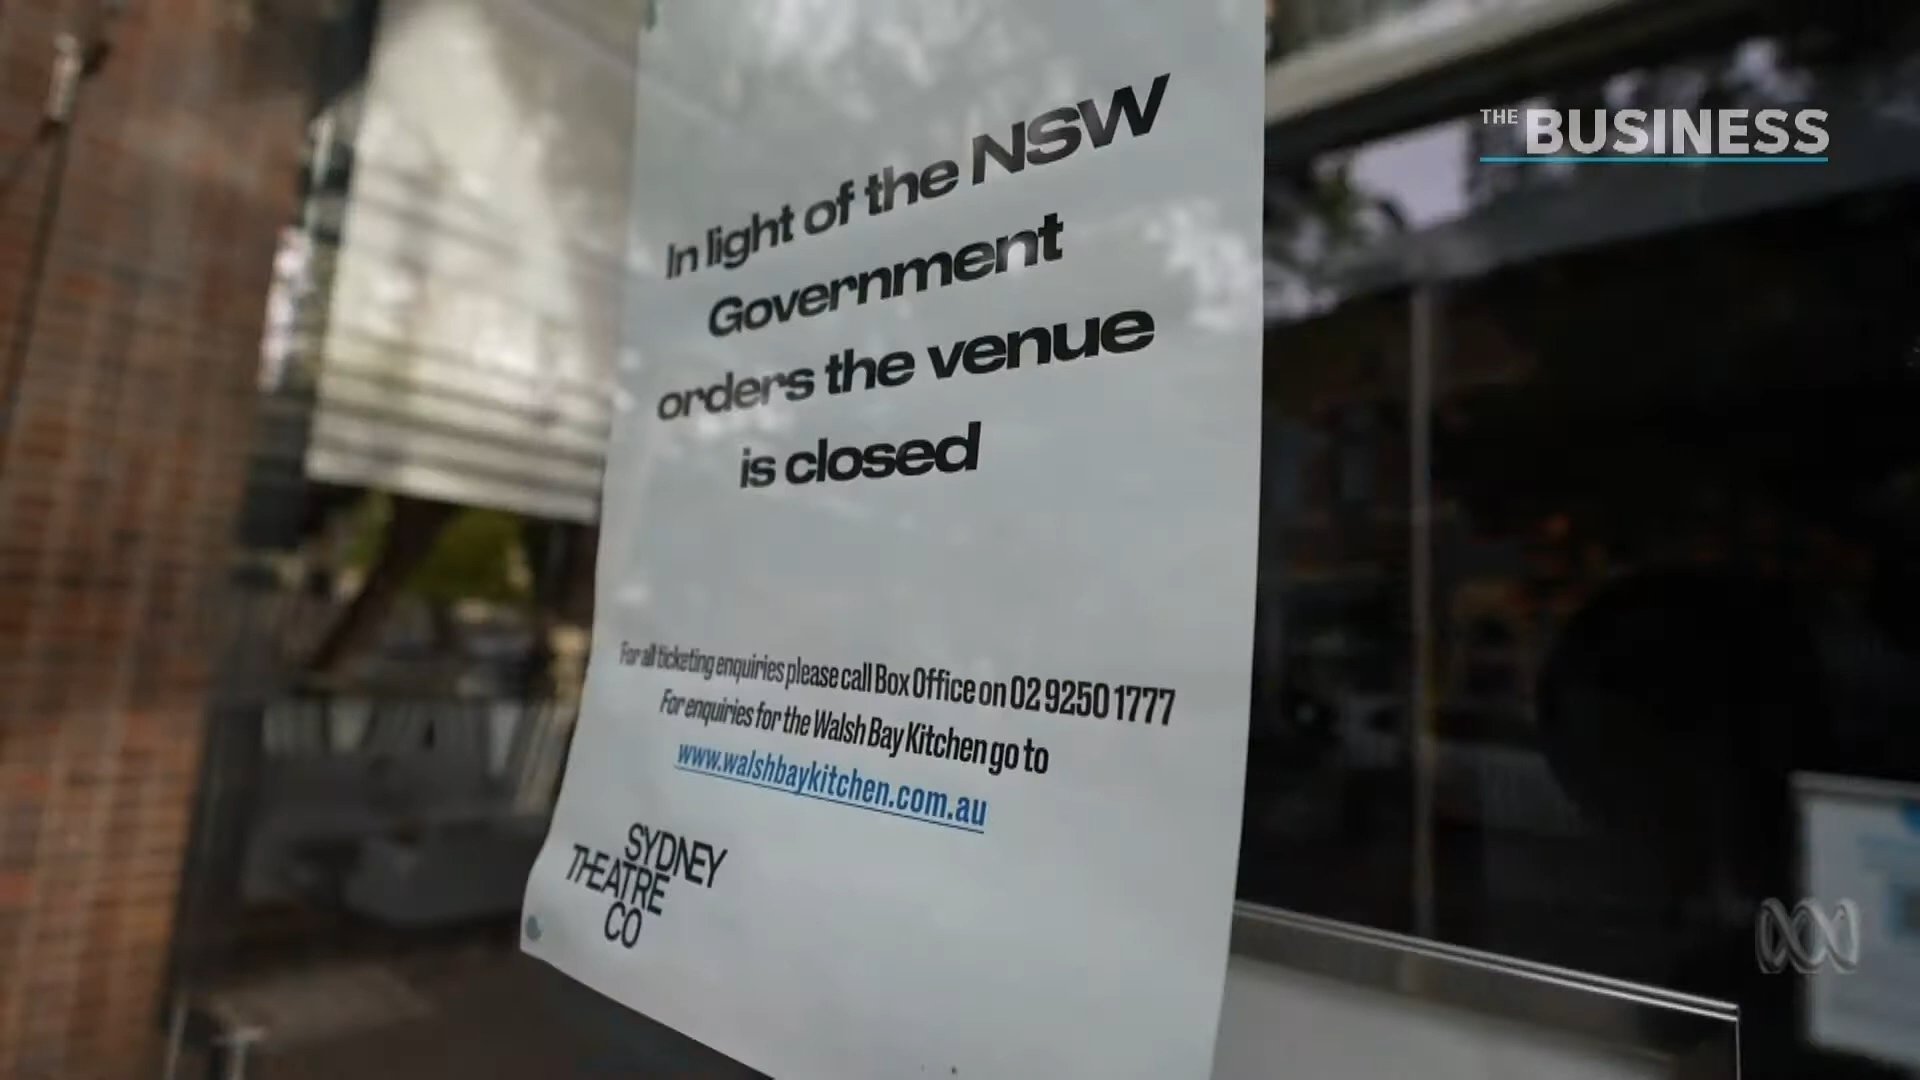 THE BUSINESS
In light of the NSW
Government
orders the venue
is closed
For all ticketing enquiries please call Box Office on 02 9250 1777
For enquiries for the Walsh Bay Kitchen go to
www.walshbaykitchen.com.au
SYDNEY
THEATRE
CO